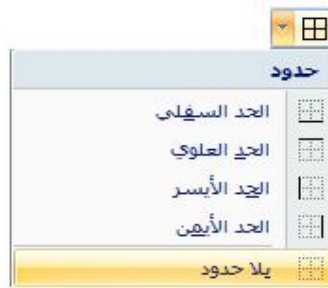 حدود
الحد السفلي
الحد العلوي
الحد الأيسر
الحد الأيمن
بلا حدود